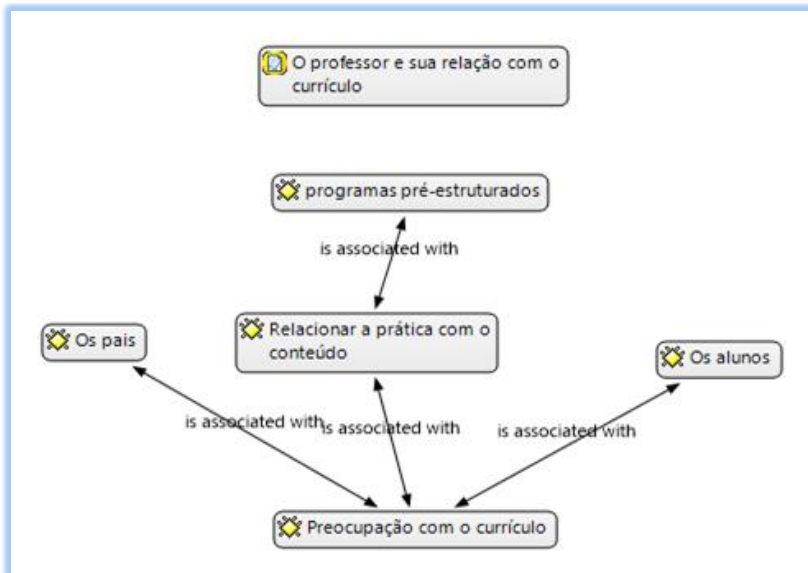 O professor e sua relação com o
currículo
programas pré-estruturados
is associated with
Relacionar a prática com o
conteúdo
Os pais
Os alunos
is associated with
is associated with
is associated with
Preocupação com o currículo